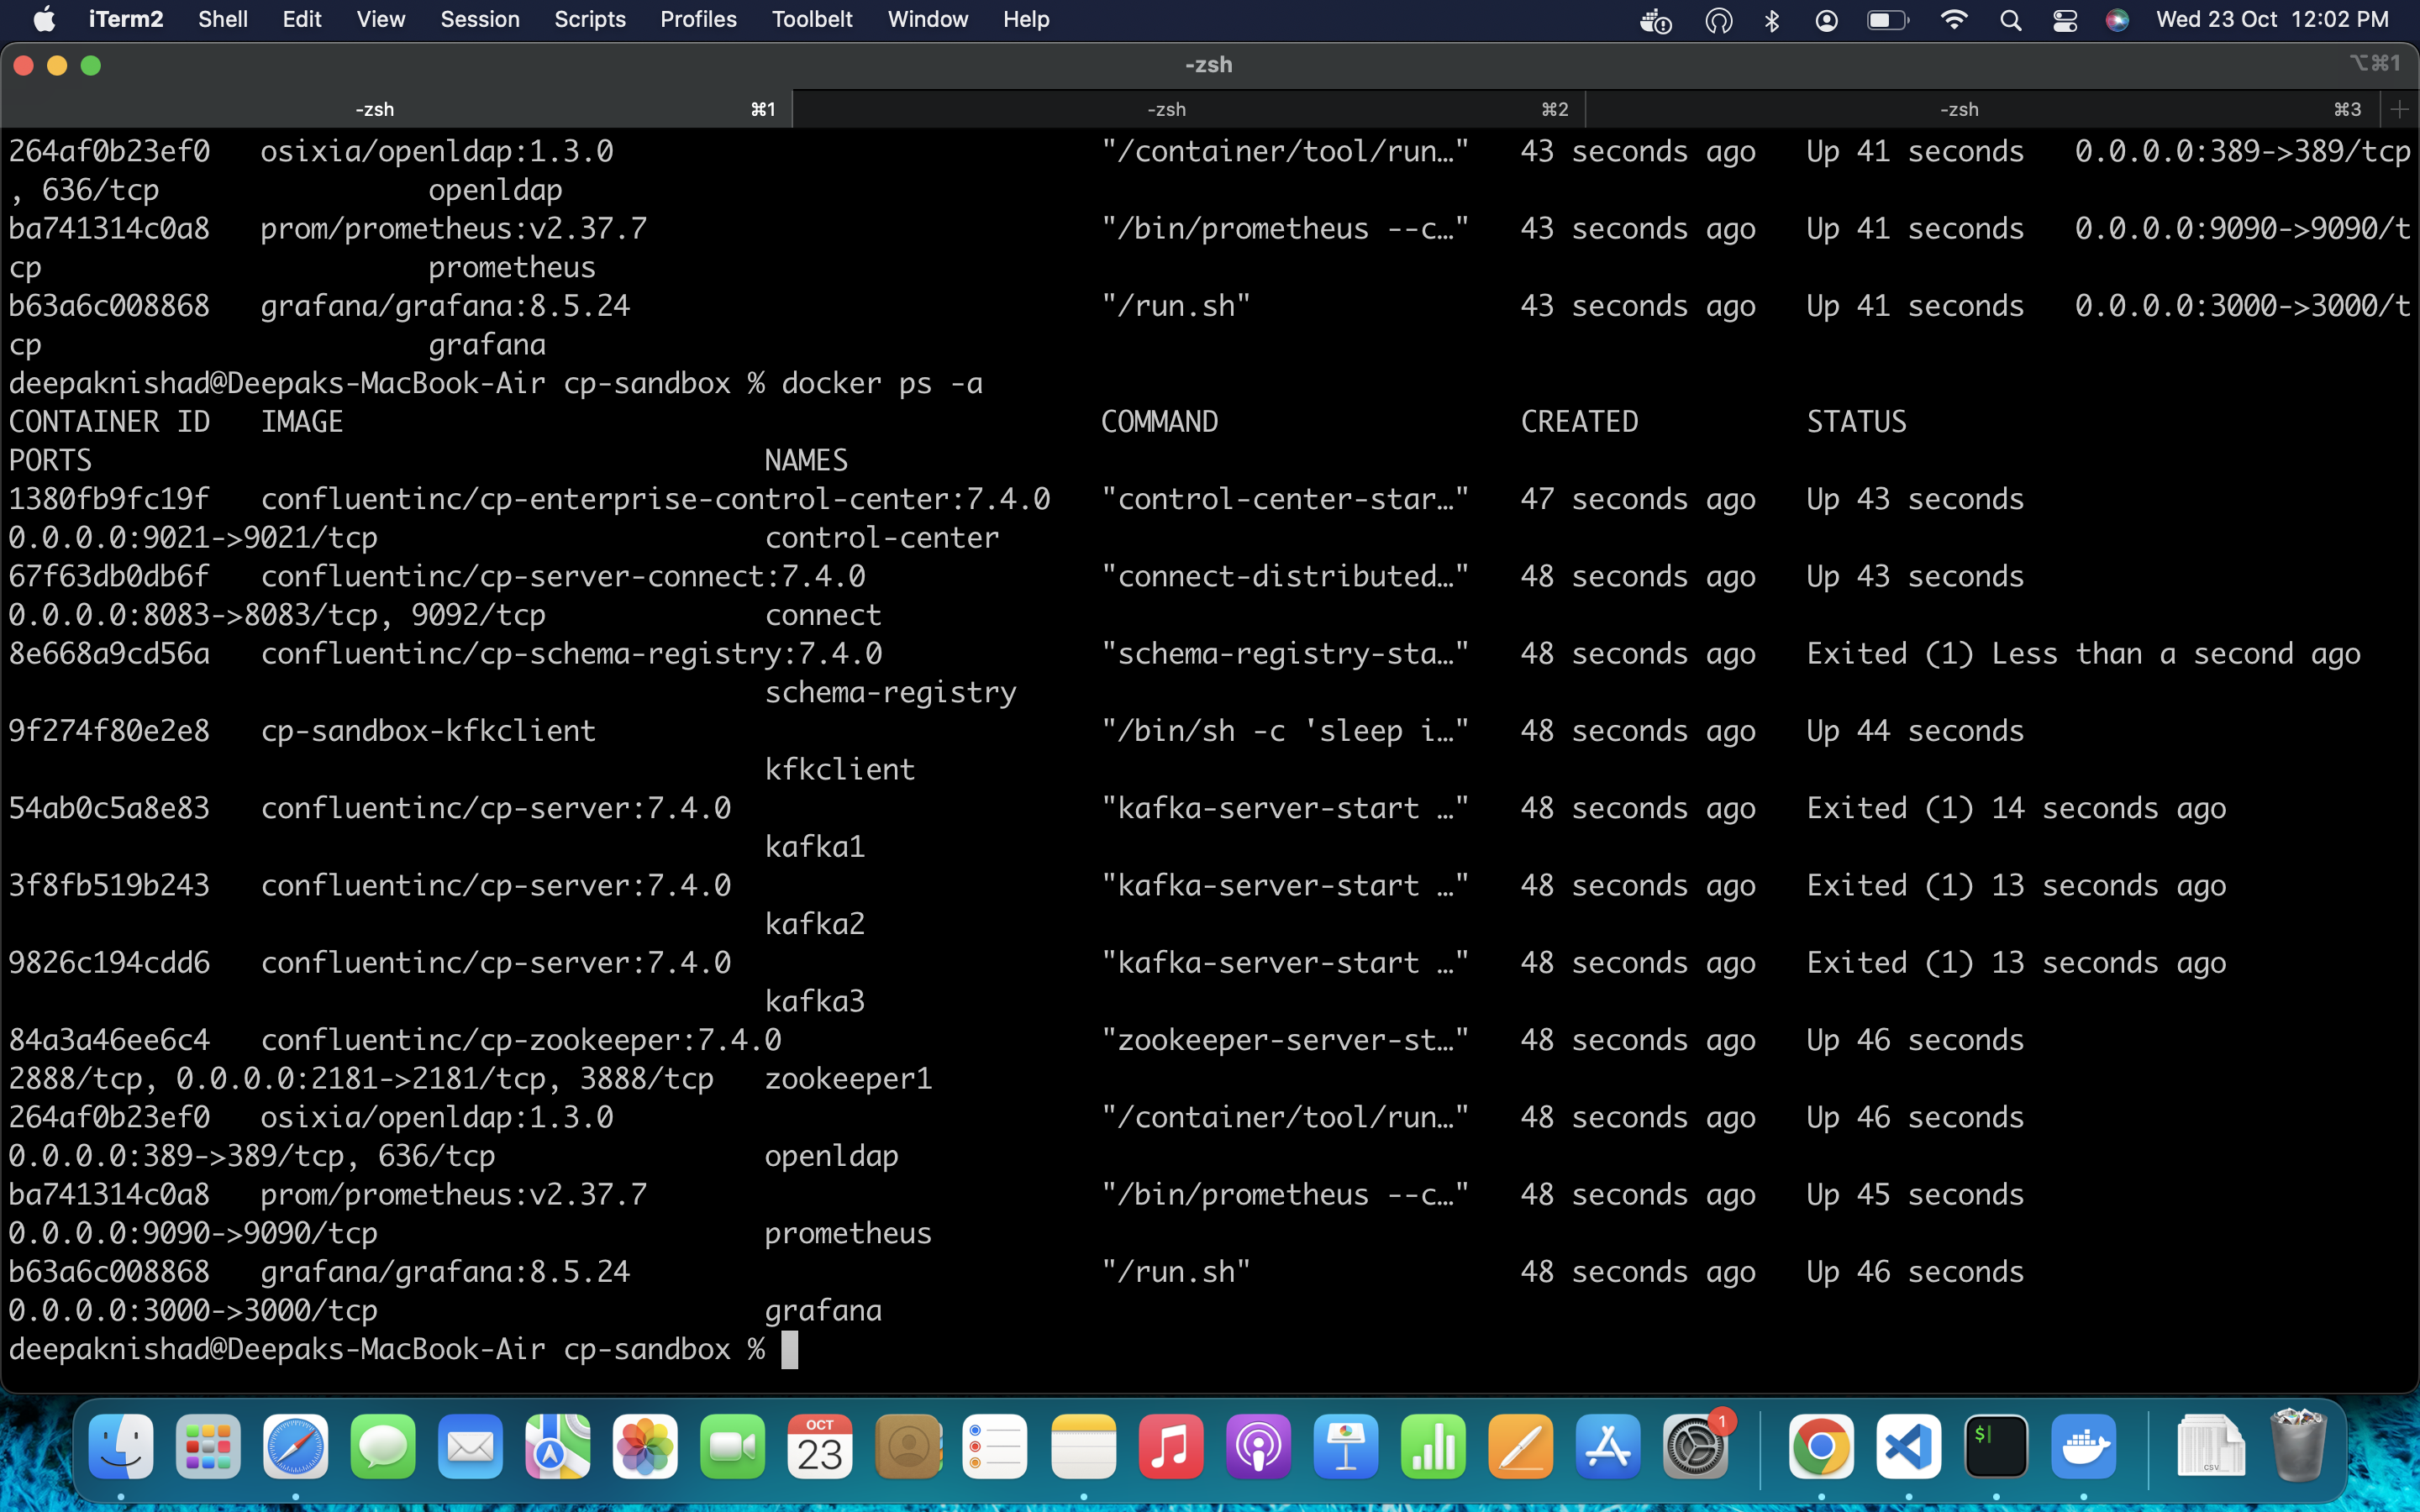 iTerm2 Shell Edit View Session Scripts Profiles Toolbelt Window Help Wed 23 Oct 12:02 PM
-zsh ⌥⌘1
-zsh ⌘1 -zsh ⌘2 -zsh ⌘3 +
264af0b23ef0 osixia/openldap:1.3.0 "/container/tool/run…" 43 seconds ago Up 41 seconds 0.0.0.0:389->389/tcp
, 636/tcp openldap
ba741314c0a8 prom/prometheus:v2.37.7 "/bin/prometheus --c…" 43 seconds ago Up 41 seconds 0.0.0.0:9090->9090/t
cp prometheus
b63a6c008868 grafana/grafana:8.5.24 "/run.sh" 43 seconds ago Up 41 seconds 0.0.0.0:3000->3000/t
cp grafana
deepaknishad@Deepaks-MacBook-Air cp-sandbox % docker ps -a
CONTAINER ID IMAGE COMMAND CREATED STATUS
PORTS NAMES
1380fb9fc19f confluentinc/cp-enterprise-control-center:7.4.0 "control-center-star…" 47 seconds ago Up 43 seconds
0.0.0.0:9021->9021/tcp control-center
67f63db0db6f confluentinc/cp-server-connect:7.4.0 "connect-distributed…" 48 seconds ago Up 43 seconds
0.0.0.0:8083->8083/tcp, 9092/tcp connect
8e668a9cd56a confluentinc/cp-schema-registry:7.4.0 "schema-registry-sta…" 48 seconds ago Exited (1) Less than a second ago
schema-registry
9f274f80e2e8 cp-sandbox-kfkclient "/bin/sh -c 'sleep i…" 48 seconds ago Up 44 seconds
kfkclient
54ab0c5a8e83 confluentinc/cp-server:7.4.0 "kafka-server-start …" 48 seconds ago Exited (1) 14 seconds ago
kafka1
3f8fb519b243 confluentinc/cp-server:7.4.0 "kafka-server-start …" 48 seconds ago Exited (1) 13 seconds ago
kafka2
9826c194cdd6 confluentinc/cp-server:7.4.0 "kafka-server-start …" 48 seconds ago Exited (1) 13 seconds ago
kafka3
84a3a46ee6c4 confluentinc/cp-zookeeper:7.4.0 "zookeeper-server-st…" 48 seconds ago Up 46 seconds
2888/tcp, 0.0.0.0:2181->2181/tcp, 3888/tcp zookeeper1
264af0b23ef0 osixia/openldap:1.3.0 "/container/tool/run…" 48 seconds ago Up 46 seconds
0.0.0.0:389->389/tcp, 636/tcp openldap
ba741314c0a8 prom/prometheus:v2.37.7 "/bin/prometheus --c…" 48 seconds ago Up 45 seconds
0.0.0.0:9090->9090/tcp prometheus
b63a6c008868 grafana/grafana:8.5.24 "/run.sh" 48 seconds ago Up 46 seconds
0.0.0.0:3000->3000/tcp grafana
deepaknishad@Deepaks-MacBook-Air cp-sandbox %
OCT
23
1
$
CSV